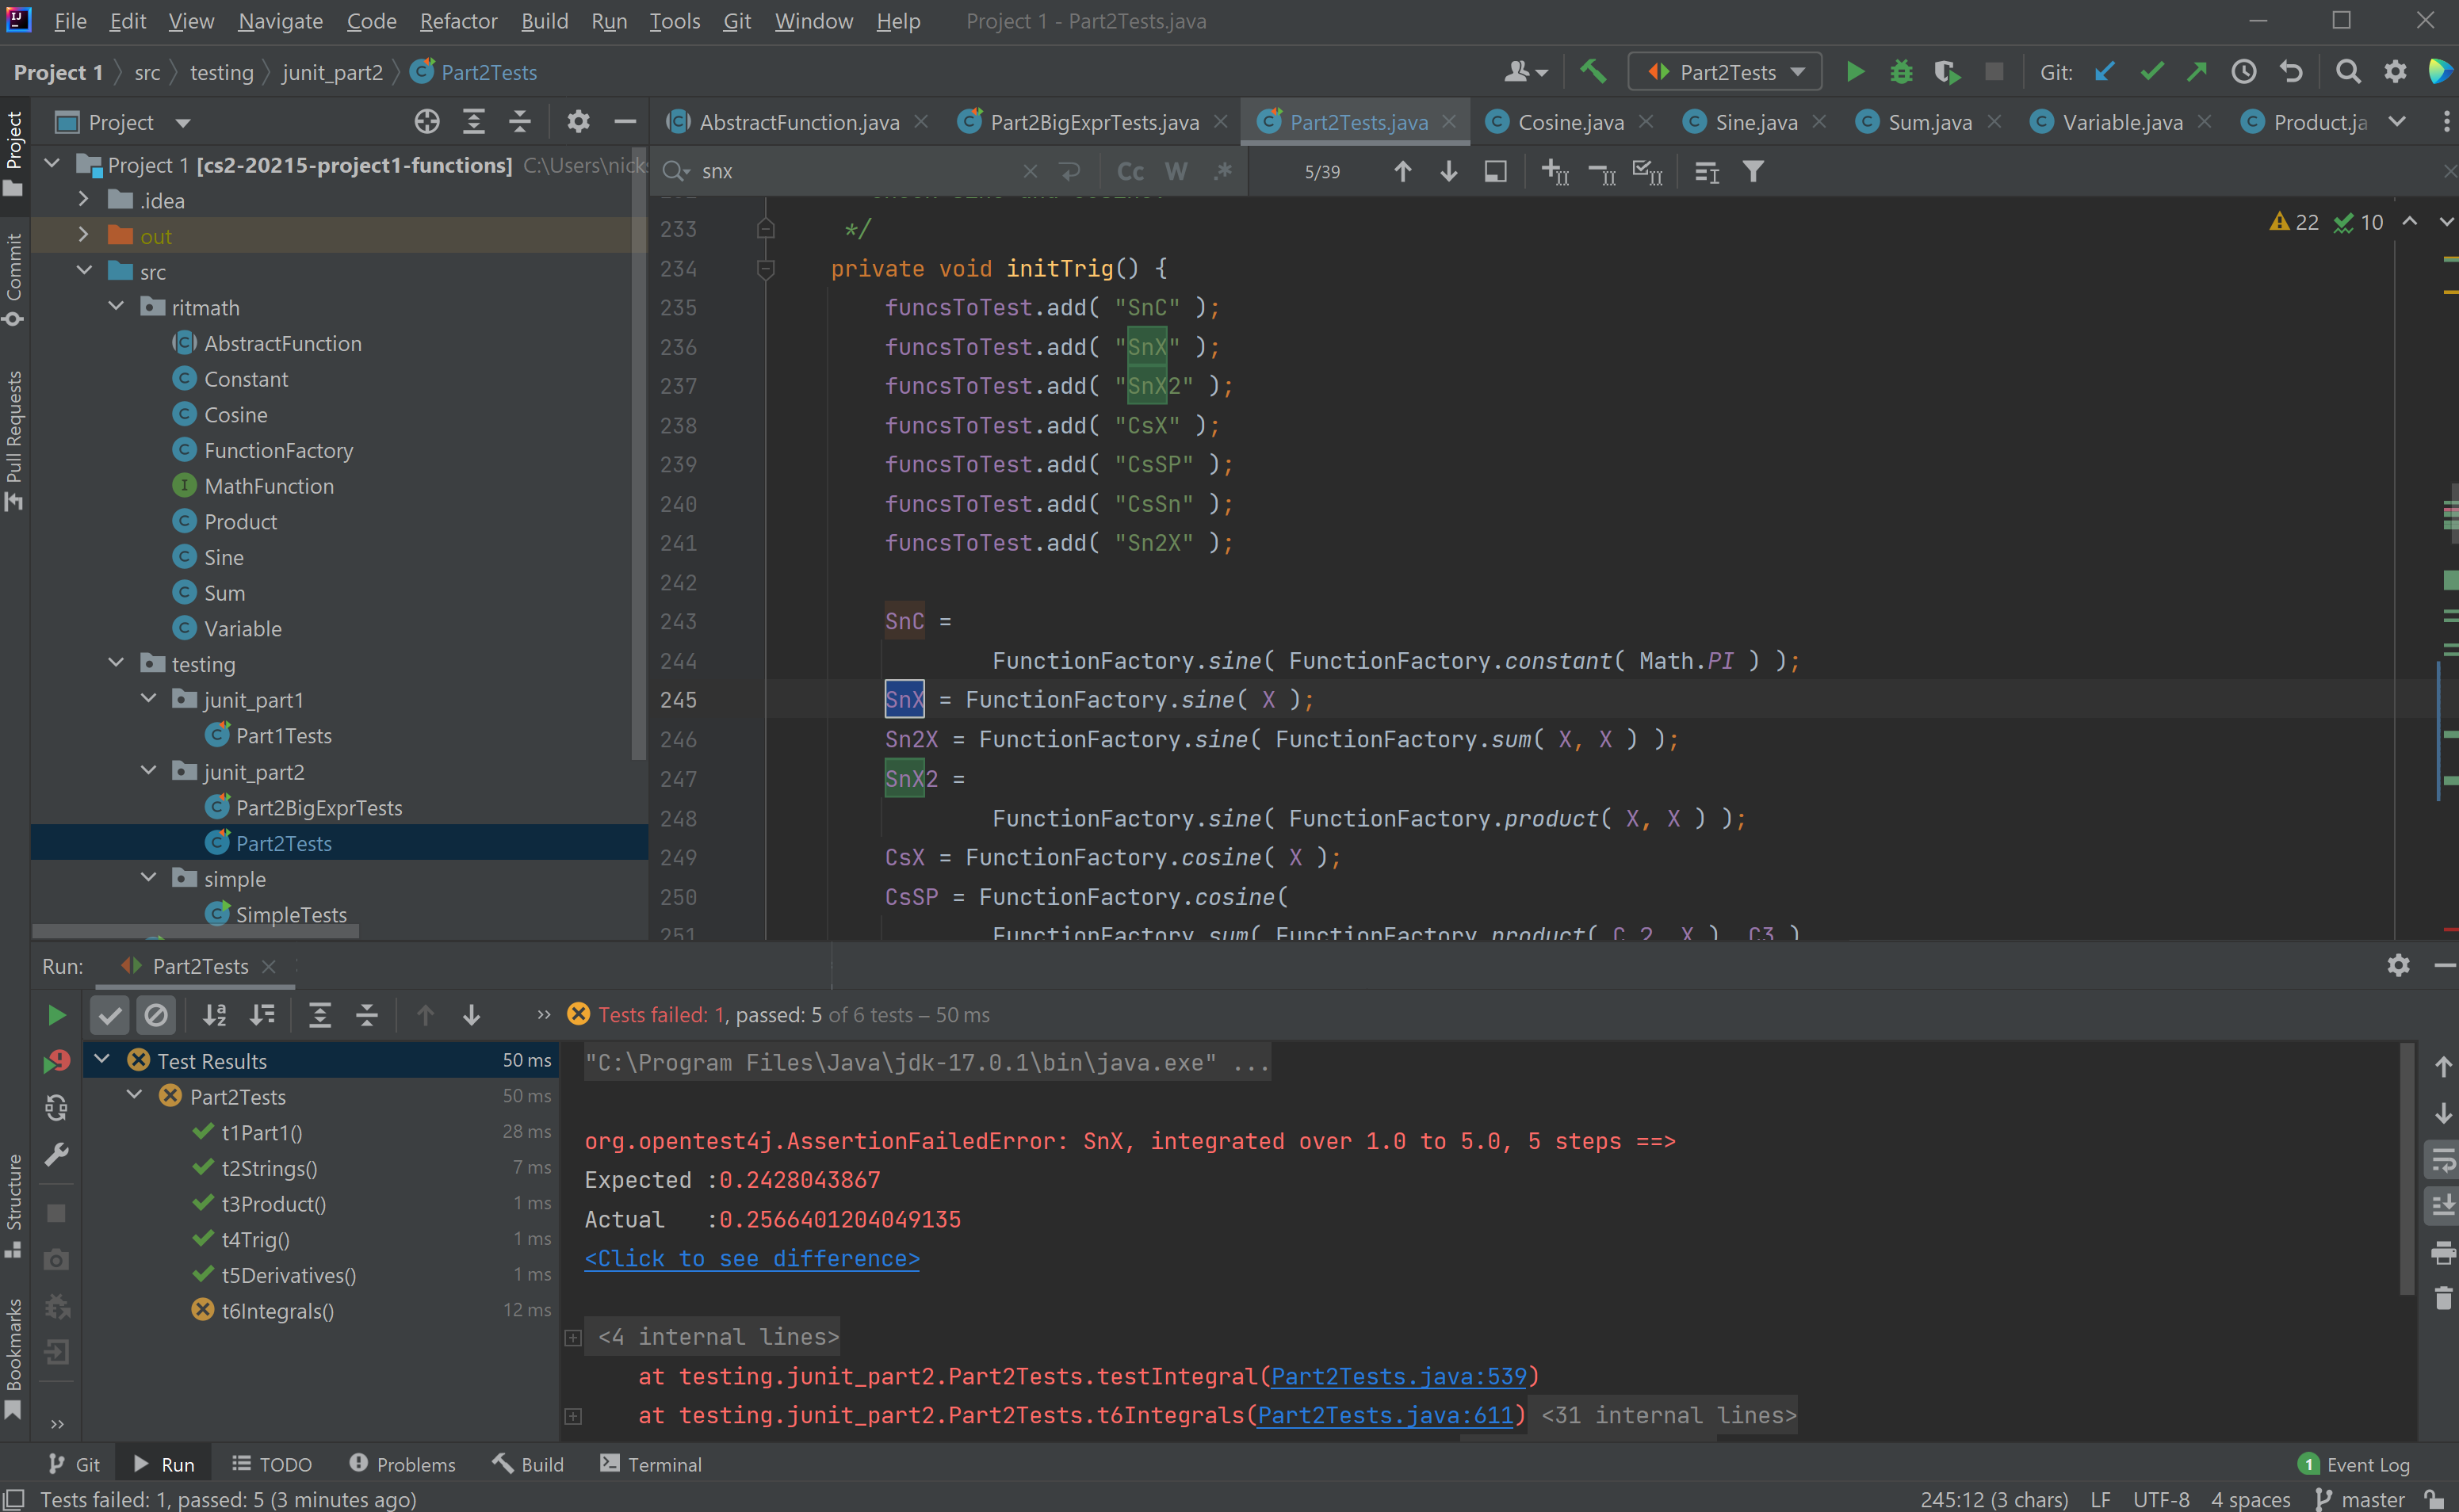 File Edit View Navigate Code Refactor Build Run Tools Git Window Help Project 1 - Part2Tests.java
Project 1 src testing junit_part2 Part2Tests Part2Tests Git:
Project
AbstractFunction.java Part2BigExprTests.java Part2Tests.java Cosine.java Sine.java Sum.java Variable.java Product.ja
snx Cc W .* 5/39
Project
Commit
Pull Requests
Structure
Bookmarks
Project 1 [cs2-20215-project1-functions] C:\Users\nicks
.idea
out
src
ritmath
AbstractFunction
Constant
Cosine
FunctionFactory
MathFunction
Product
Sine
Sum
Variable
testing
junit_part1
Part1Tests
junit_part2
Part2BigExprTests
Part2Tests
simple
SimpleTests
22 10
233 */
234 private void initTrig() {
235 funcsToTest.add( "SnC" );
236 funcsToTest.add( "SnX" );
237 funcsToTest.add( "SnX2" );
238 funcsToTest.add( "CsX" );
239 funcsToTest.add( "CsSP" );
240 funcsToTest.add( "CsSn" );
241 funcsToTest.add( "Sn2X" );
242
243 SnC =
244 FunctionFactory.sine( FunctionFactory.constant( Math.PI ) );
245 SnX = FunctionFactory.sine( X );
246 Sn2X = FunctionFactory.sine( FunctionFactory.sum( X, X ) );
247 SnX2 =
248 FunctionFactory.sine( FunctionFactory.product( X, X ) );
249 CsX = FunctionFactory.cosine( X );
250 CsSP = FunctionFactory.cosine(
251 FunctionFactory.sum( FunctionFactory.product( C_2, X ), C3 )
Run: Part2Tests
Tests failed: 1, passed: 5 of 6 tests – 50 ms
Test Results 50 ms
Part2Tests 50 ms
t1Part1() 28 ms
t2Strings() 7 ms
t3Product() 1 ms
t4Trig() 1 ms
t5Derivatives() 1 ms
t6Integrals() 12 ms
"C:\Program Files\Java\jdk-17.0.1\bin\java.exe" ...
org.opentest4j.AssertionFailedError: SnX, integrated over 1.0 to 5.0, 5 steps ==>
Expected :0.2428043867
Actual :0.2566401204049135
<Click to see difference>
<4 internal lines>
at testing.junit_part2.Part2Tests.testIntegral(Part2Tests.java:539)
at testing.junit_part2.Part2Tests.t6Integrals(Part2Tests.java:611) <31 internal lines>
Git Run TODO Problems Build Terminal 1 Event Log
Tests failed: 1, passed: 5 (3 minutes ago) 245:12 (3 chars) LF UTF-8 4 spaces master